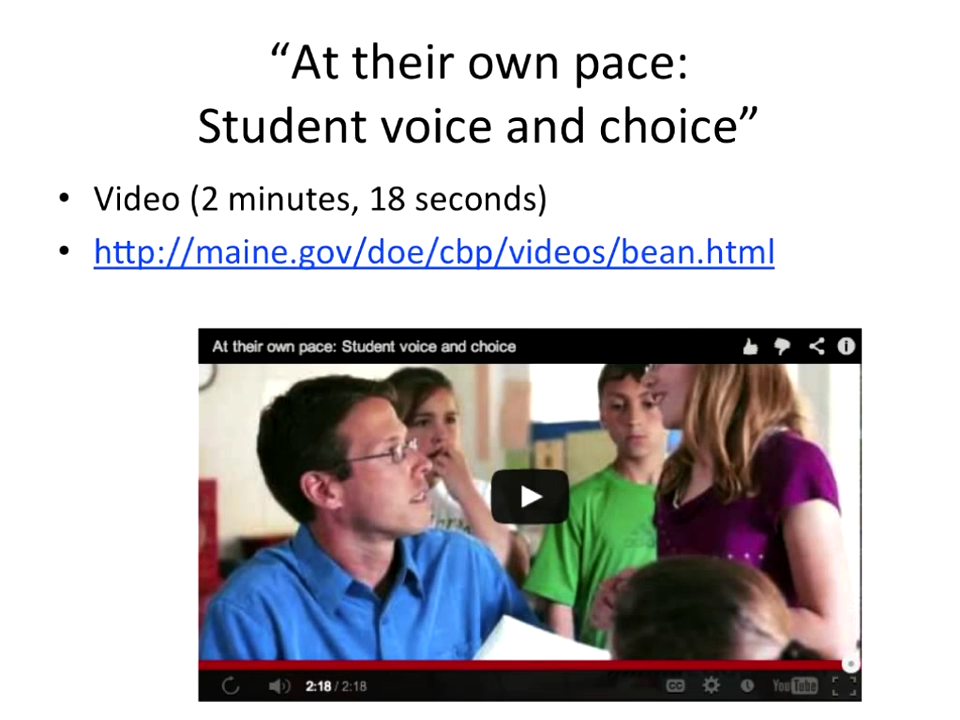 “At their own pace:
Student voice and choice”
• Video (2 minutes, 18 seconds)
• http://maine.gov/doe/cbp/videos/bean.html
At their own pace: Student voice and choice
2:18 / 2:18
CC
YouTube